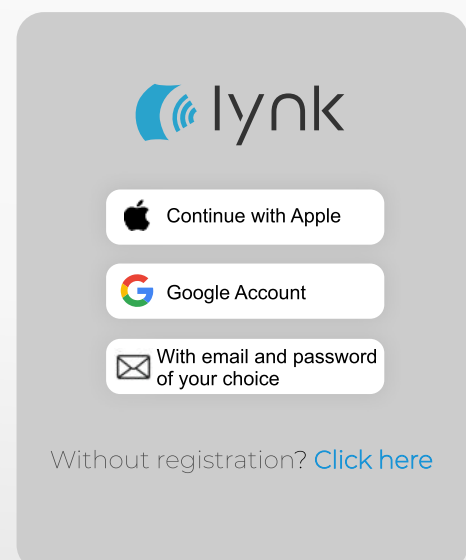 lynk
Continue with Apple
Google Account
With email and password
of your choice
Without registration? Click here